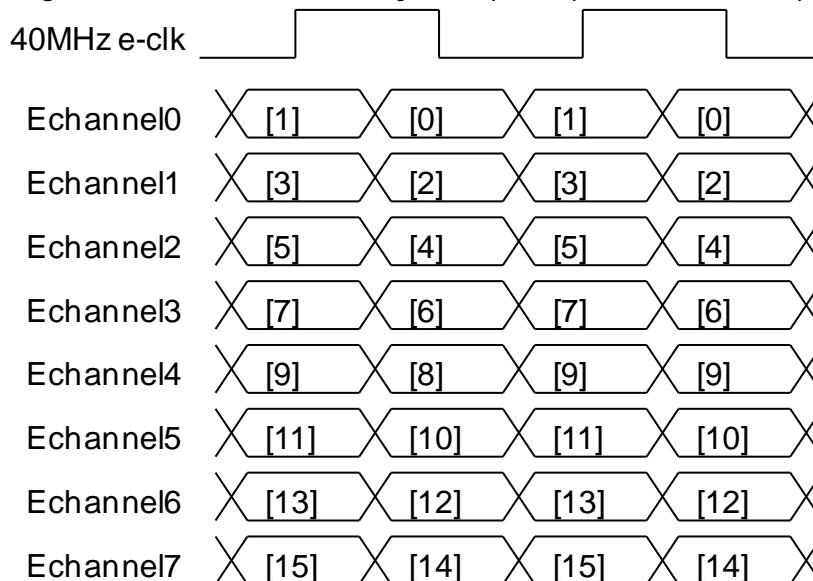 40MHz e-clk
Echannel0 [1] [0] [1] [0]
Echannel1 [3] [2] [3] [2]
Echannel2 [5] [4] [5] [4]
Echannel3 [7] [6] [7] [6]
Echannel4 [9] [8] [9] [9]
Echannel5 [11] [10] [11] [10]
Echannel6 [13] [12] [13] [12]
Echannel7 [15] [14] [15] [14]